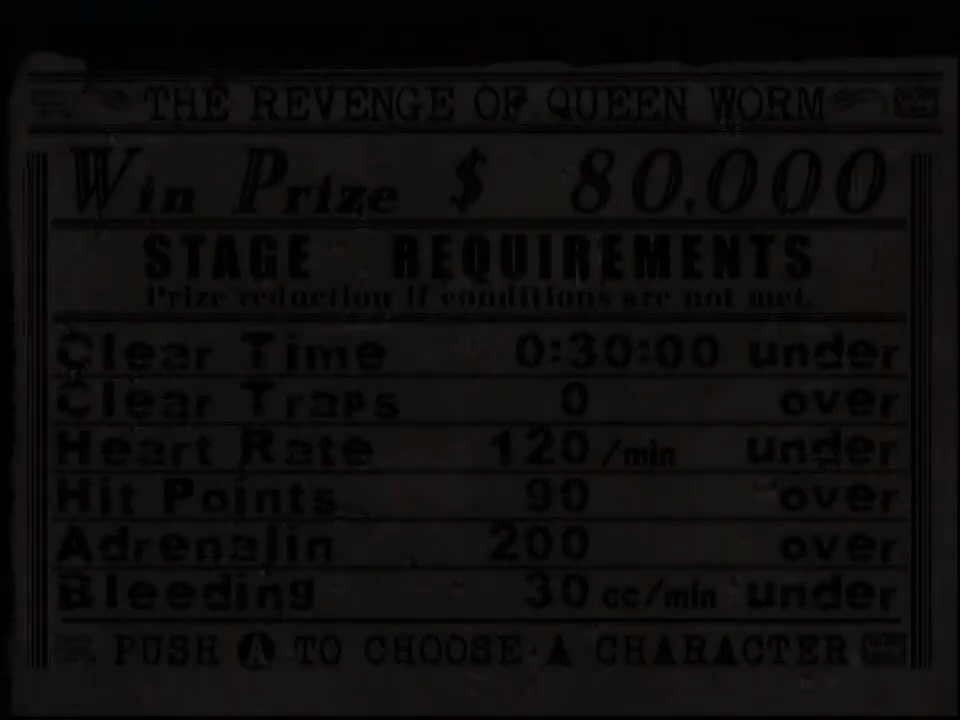 THE REVENGE OF QUEEN WORM
Win Prize $ 80.000
STAGE REQUIREMENTS
Prize reduction if conditions are not met.
Clear Time 0:30:00 under
Clear Traps 0 over
Heart Rate 120 /min under
Hit Points 90 over
Adrenalin 200 over
Bleeding 30 cc/min under
PUSH A TO CHOOSE A CHARACTER